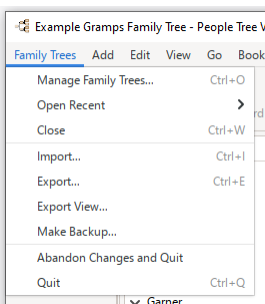 Example Gramps Family Tree - People Tree V
Family Trees Add Edit View Go Book
Manage Family Trees... Ctrl+O
Open Recent
Close Ctrl+W
Import... Ctrl+I
Export... Ctrl+E
Export View...
Make Backup...
Abandon Changes and Quit
Quit Ctrl+Q
Garner